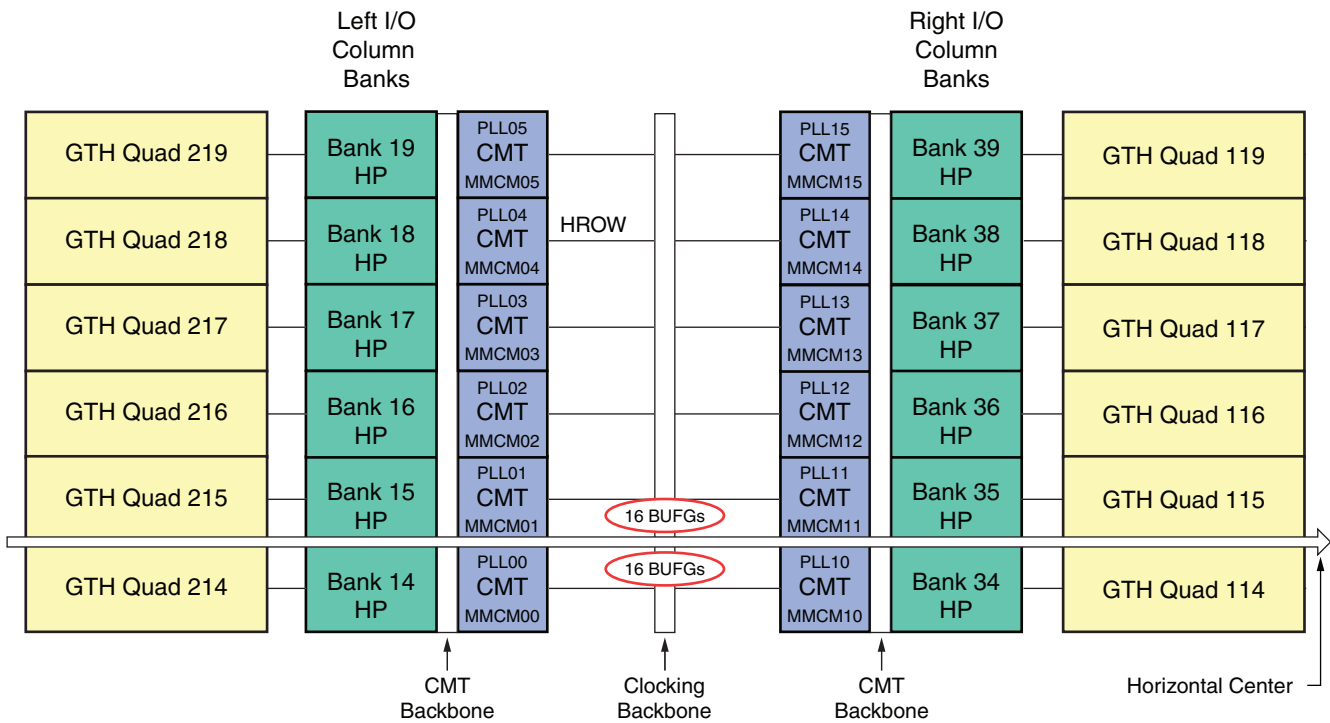 Left I/O
Column
Banks
Right I/O
Column
Banks
GTH Quad 219
Bank 19
HP
PLL05
CMT
MMCM05
PLL15
CMT
MMCM15
Bank 39
HP
GTH Quad 119
GTH Quad 218
Bank 18
HP
PLL04
CMT
MMCM04
HROW
PLL14
CMT
MMCM14
Bank 38
HP
GTH Quad 118
GTH Quad 217
Bank 17
HP
PLL03
CMT
MMCM03
PLL13
CMT
MMCM13
Bank 37
HP
GTH Quad 117
GTH Quad 216
Bank 16
HP
PLL02
CMT
MMCM02
PLL12
CMT
MMCM12
Bank 36
HP
GTH Quad 116
GTH Quad 215
Bank 15
HP
PLL01
CMT
MMCM01
16 BUFGs
PLL11
CMT
MMCM11
Bank 35
HP
GTH Quad 115
GTH Quad 214
Bank 14
HP
PLL00
CMT
MMCM00
16 BUFGs
PLL10
CMT
MMCM10
Bank 34
HP
GTH Quad 114
CMT
Backbone
Clocking
Backbone
CMT
Backbone
Horizontal Center